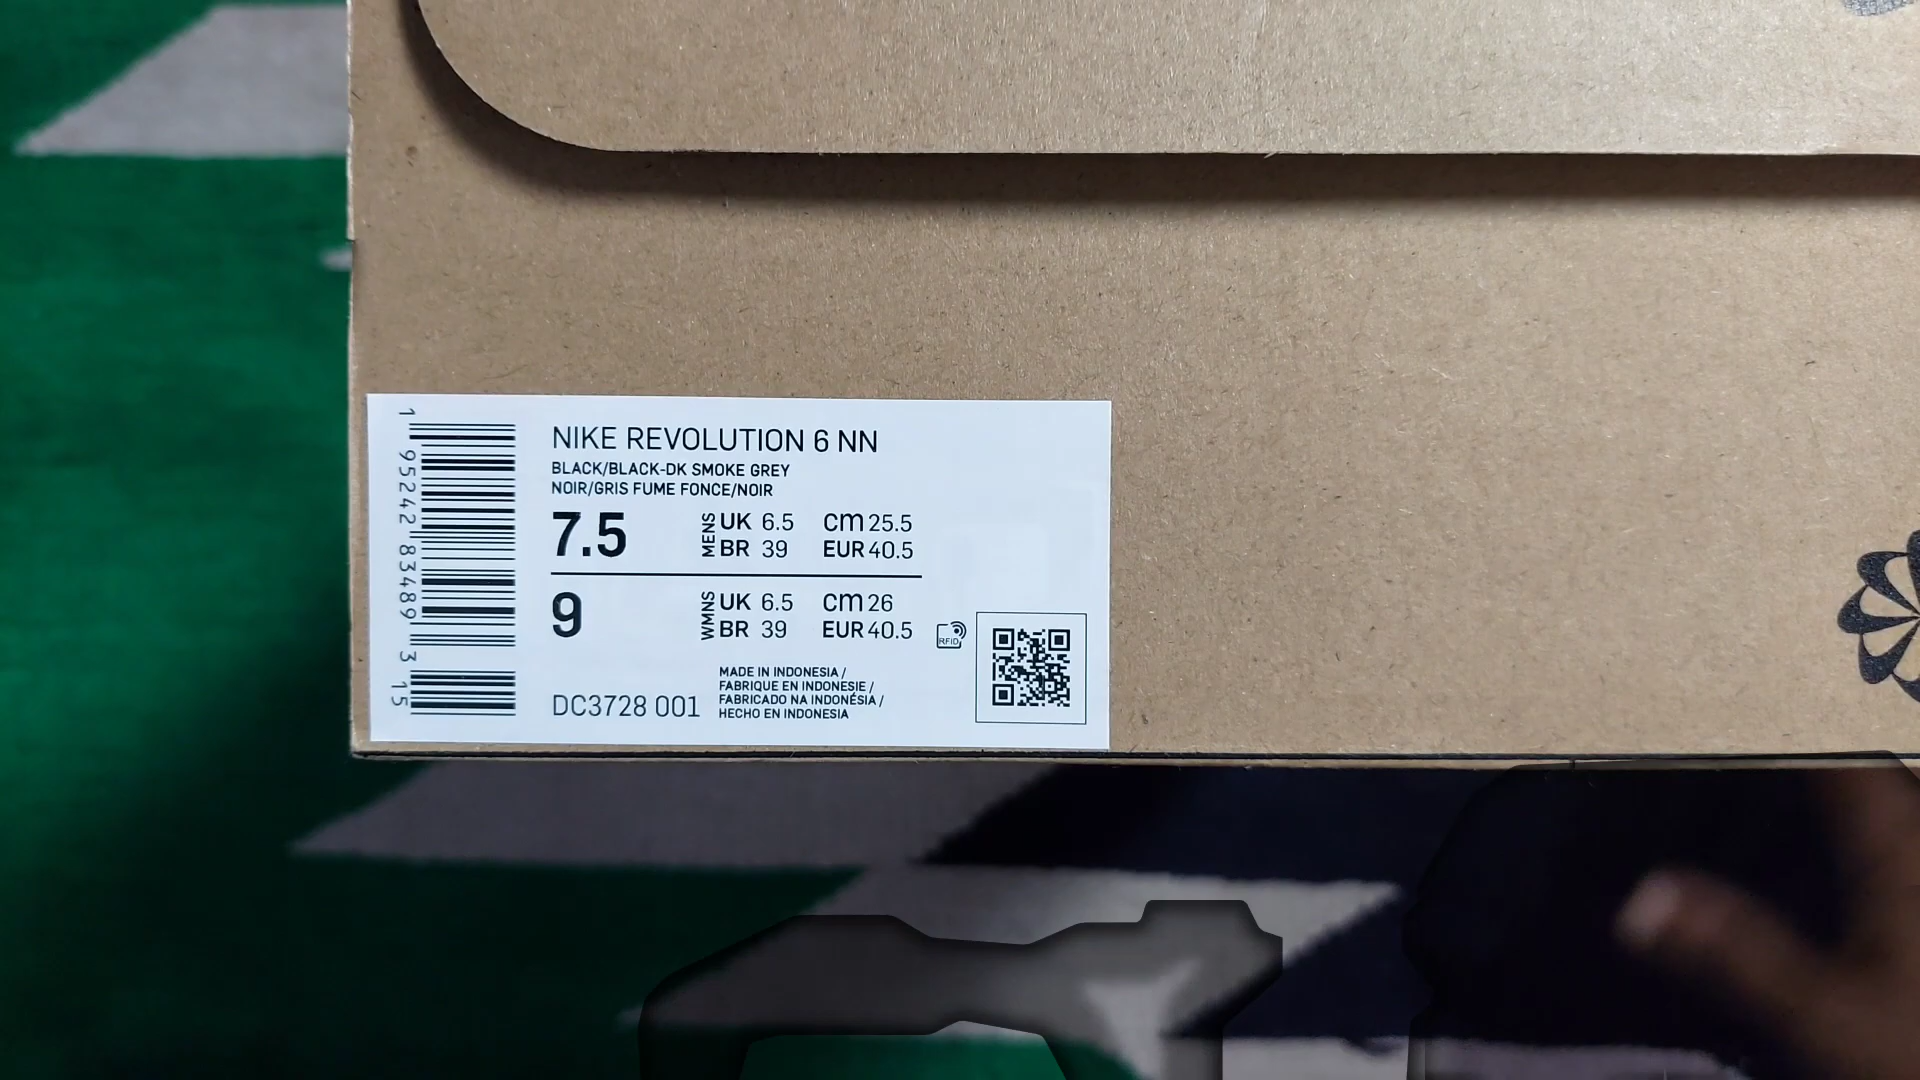 NIKE REVOLUTION 6 NN
BLACK/BLACK-DK SMOKE GREY
NOIR/GRIS FUME FONCE/NOIR
7.5 MENS UK 6.5 cm 25.5
BR 39 EUR 40.5
9 WMNS UK 6.5 cm 26
BR 39 EUR 40.5
RFID
DC3728 001
MADE IN INDONESIA /
FABRIQUE EN INDONESIE /
FABRICADO NA INDONÉSIA /
HECHO EN INDONESIA
1 95242 83489 3 15